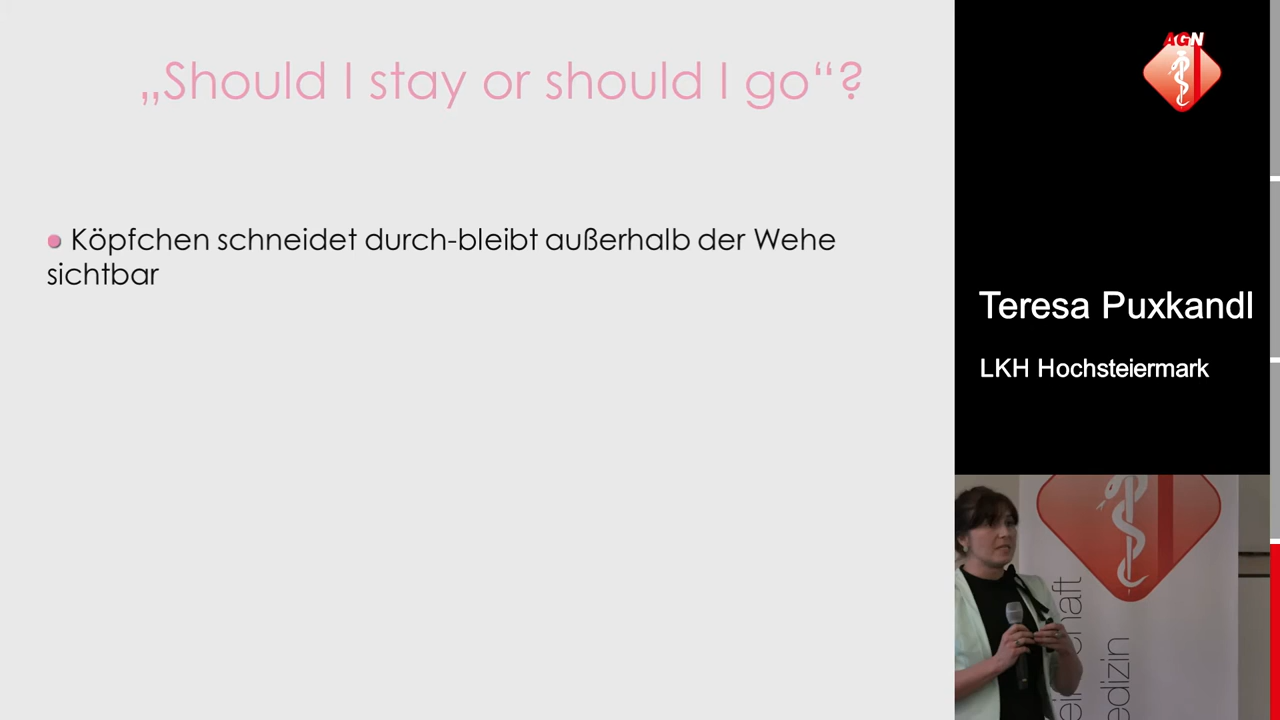 „Should I stay or should I go“?
Köpfchen schneidet durch-bleibt außerhalb der Wehe
sichtbar
AGN
Teresa Puxkandl
LKH Hochsteiermark